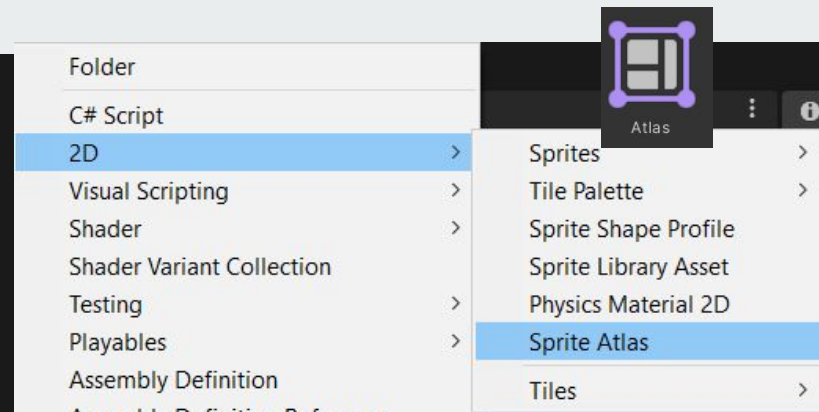 Atlas
Folder
C# Script
2D
Visual Scripting
Shader
Shader Variant Collection
Testing
Playables
Assembly Definition
Sprites
Tile Palette
Sprite Shape Profile
Sprite Library Asset
Physics Material 2D
Sprite Atlas
Tiles